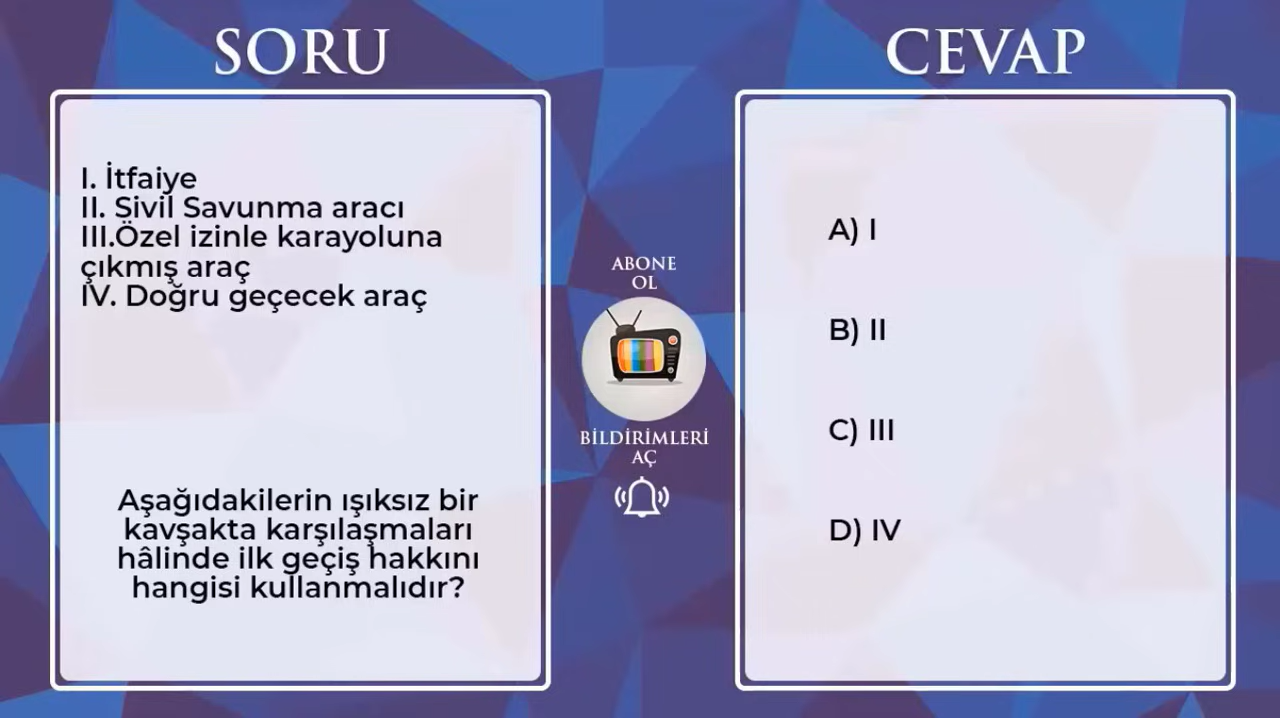 SORU
I. İtfaiye
II. Sivil Savunma aracı
III.Özel izinle karayoluna
çıkmış araç
IV. Doğru geçecek araç
Aşağıdakilerin ışıksız bir
kavşakta karşılaşmaları
hâlinde ilk geçiş hakkını
hangisi kullanmalıdır?
ABONE
OL
BİLDİRİMLERİ
AÇ
CEVAP
A) I
B) II
C) III
D) IV